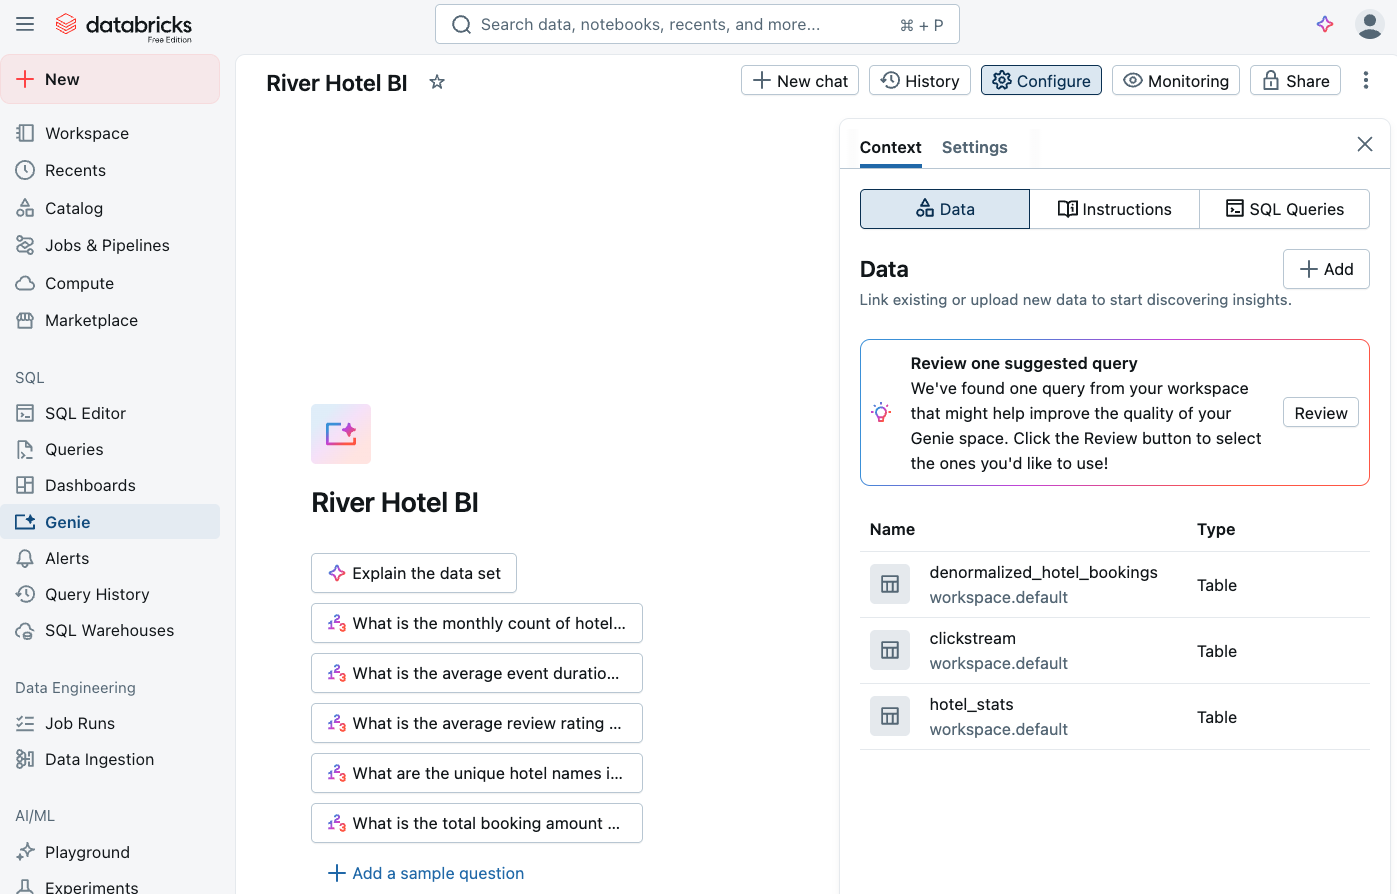 databricks
Free Edition
Search data, notebooks, recents, and more...
⌘ + P
New
Workspace
Recents
Catalog
Jobs & Pipelines
Compute
Marketplace
SQL
SQL Editor
Queries
Dashboards
Genie
Alerts
Query History
SQL Warehouses
Data Engineering
Job Runs
Data Ingestion
AI/ML
Playground
Experiments
River Hotel BI
New chat
History
Configure
Monitoring
Share
River Hotel BI
Explain the data set
What is the monthly count of hotel...
What is the average event duratio...
What is the average review rating ...
What are the unique hotel names i...
What is the total booking amount ...
Add a sample question
Context
Settings
Data
Instructions
SQL Queries
Data
Add
Link existing or upload new data to start discovering insights.
Review one suggested query
We've found one query from your workspace
that might help improve the quality of your
Genie space. Click the Review button to select
the ones you'd like to use!
Review
Name
Type
denormalized_hotel_bookings
workspace.default
Table
clickstream
workspace.default
Table
hotel_stats
workspace.default
Table